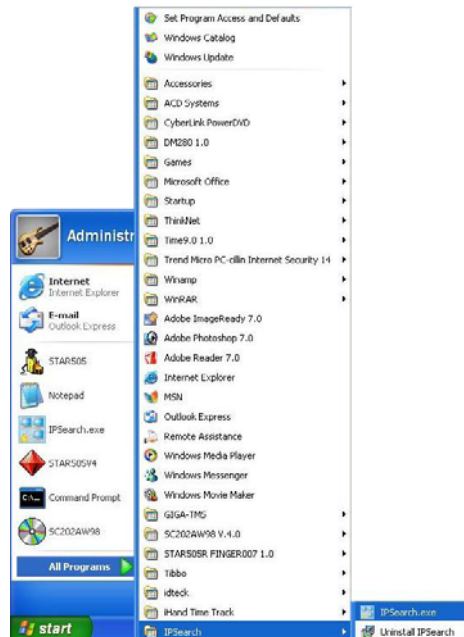 Set Program Access and Defaults
Windows Catalog
Windows Update
Accessories
ACD Systems
CyberLink PowerDVD
DM280 1.0
Games
Microsoft Office
Startup
ThinkNet
Time9.0 1.0
Trend Micro PC-cillin Internet Security 14
Winamp
WinRAR
Adobe ImageReady 7.0
Adobe Photoshop 7.0
Adobe Reader 7.0
Internet Explorer
MSN
Outlook Express
Remote Assistance
Windows Media Player
Windows Messenger
Windows Movie Maker
GIGA-TMS
SC202AW98 V.4.0
STAR505R FINGER007 1.0
Tibbo
idteck
iHand Time Track
IPSearch
Administr
Internet
Internet Explorer
E-mail
Outlook Express
STAR505
Notepad
IPSearch.exe
STAR505V4
Command Prompt
SC202AW98
All Programs
start
IPSearch.exe
Uninstall IPSearch